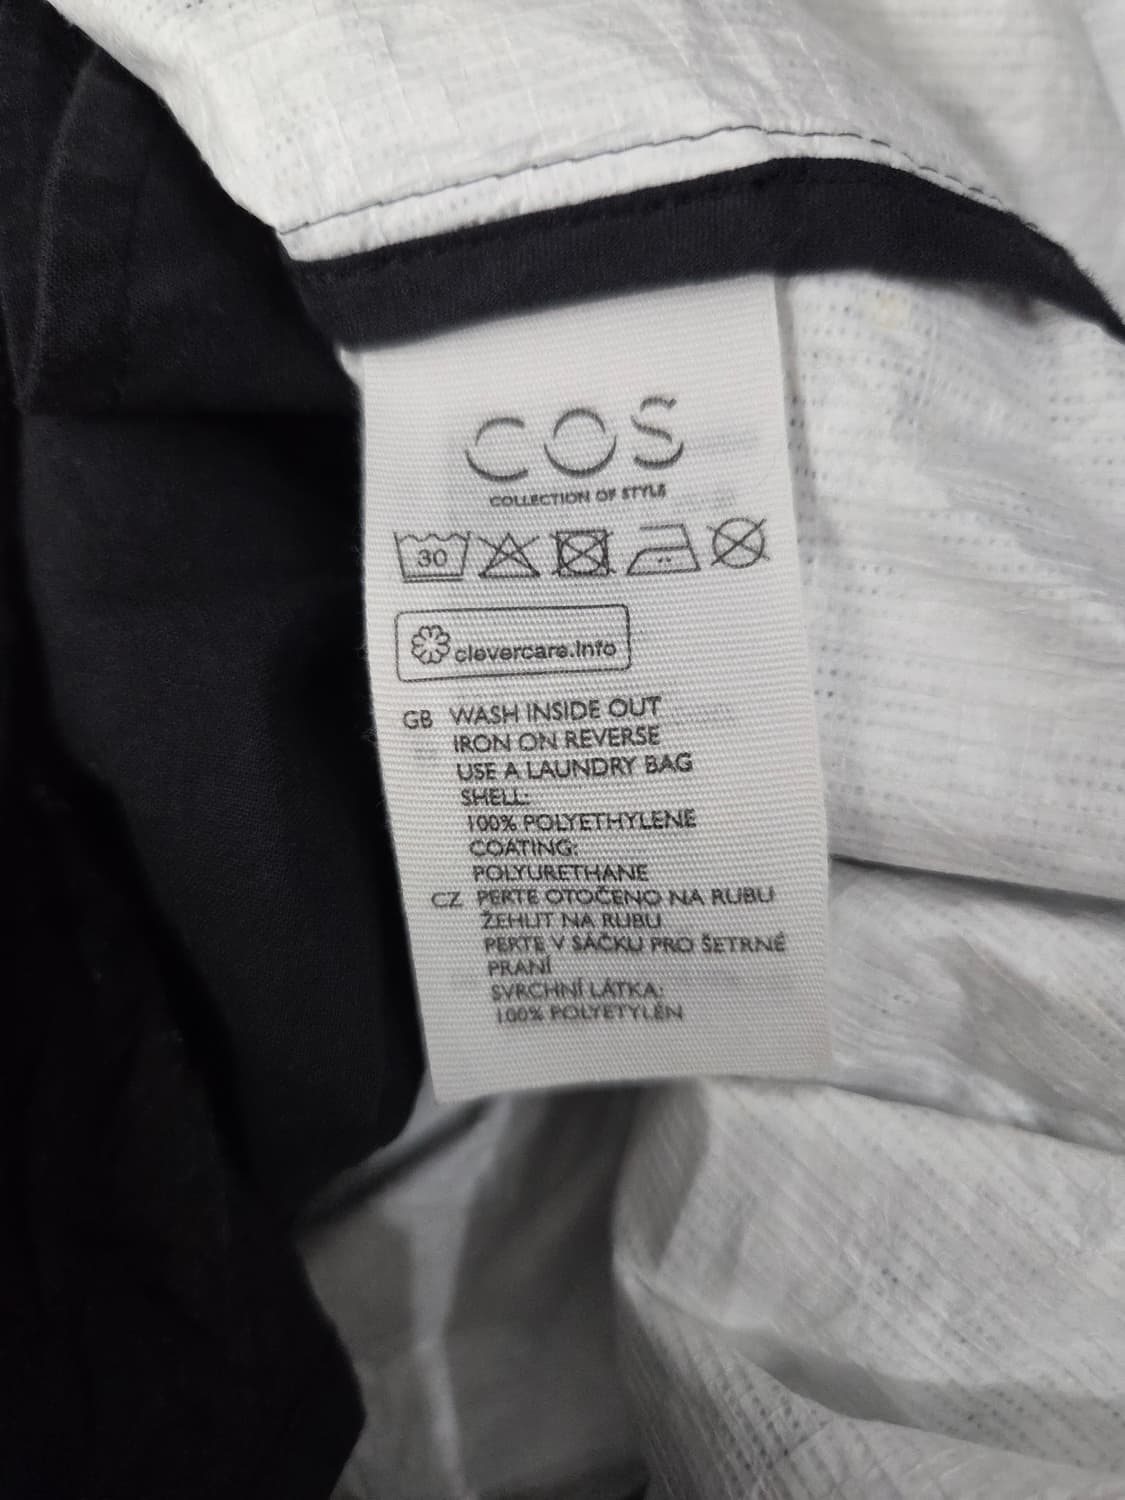 COS
COLLECTION OF STYLE
30
clevercare.info
GB WASH INSIDE OUT
IRON ON REVERSE
USE A LAUNDRY BAG
SHELL:
100% POLYETHYLENE
COATING:
POLYURETHANE
CZ PERTE OTOČENO NA RUBU
ŽEHLIT NA RUBU
PERTE V SÁČKU PRO ŠETRNÉ
PRANÍ
SVRCHNÍ LÁTKA:
100% POLYETYLÉN